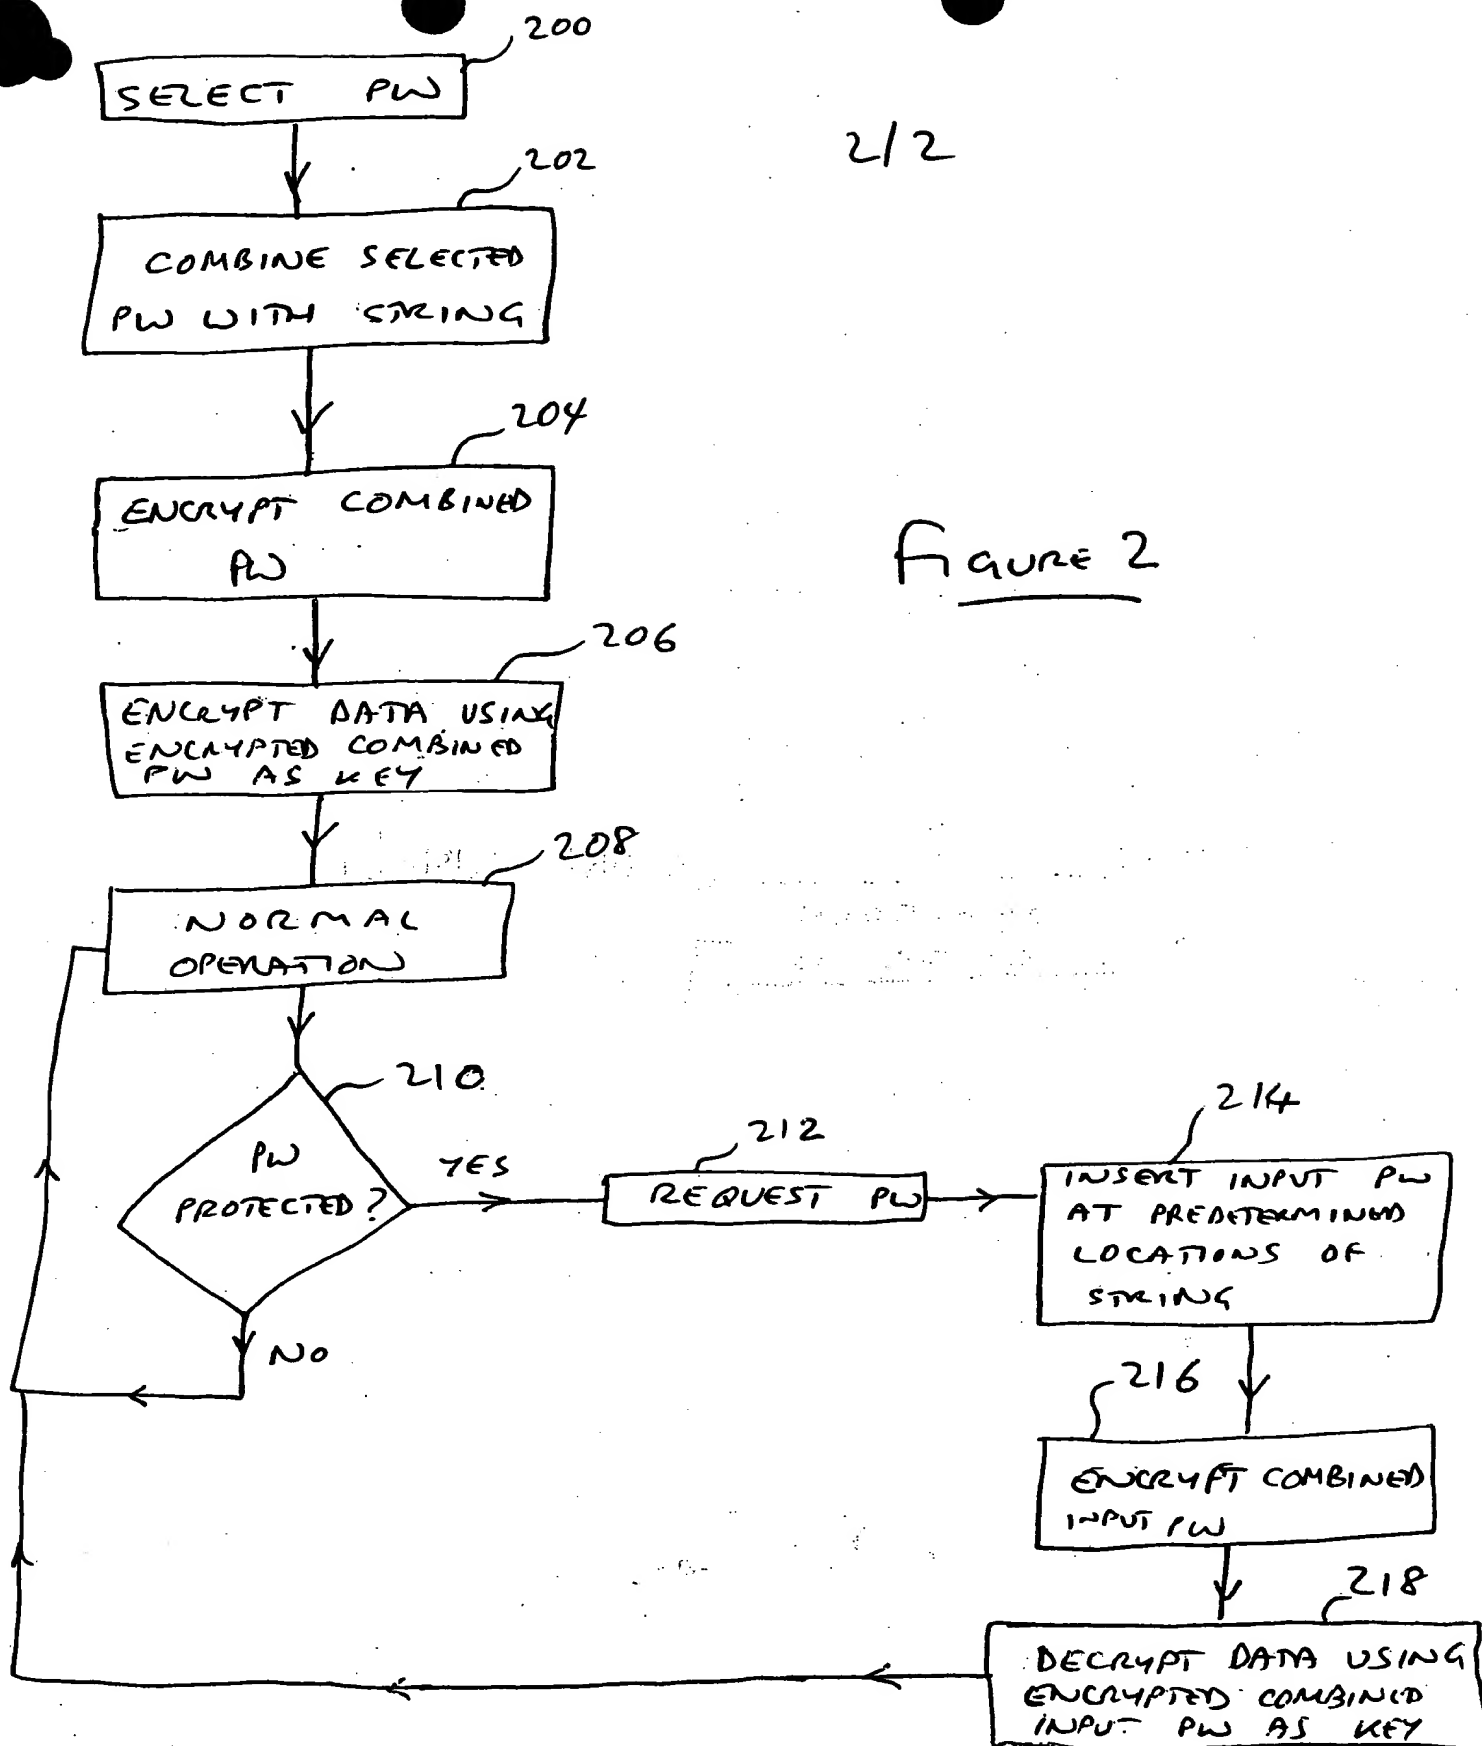 200
SELECT PW
2/2
202
COMBINE SELECTED
PW WITH STRING
204
ENCRYPT COMBINED
PW
FIGURE 2
206
ENCRYPT DATA USING
ENCRYPTED COMBINED
PW AS KEY
208
NORMAL
OPERATION
210
PW
PROTECTED?
YES
NO
212
REQUEST PW
214
INSERT INPUT PW
AT PREDETERMINED
LOCATIONS OF
STRING
216
ENCRYPT COMBINED
INPUT PW
218
DECRYPT DATA USING
ENCRYPTED COMBINED
INPUT PW AS KEY